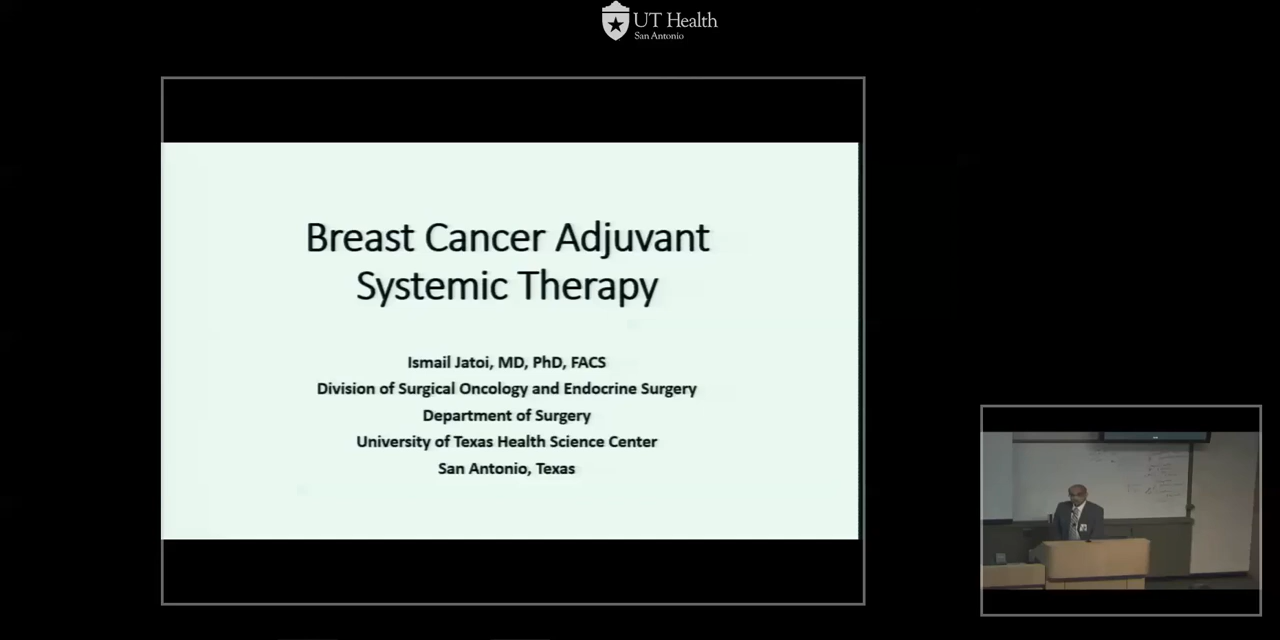 UT Health
San Antonio
Breast Cancer Adjuvant
Systemic Therapy
Ismail Jatoi, MD, PhD, FACS
Division of Surgical Oncology and Endocrine Surgery
Department of Surgery
University of Texas Health Science Center
San Antonio, Texas